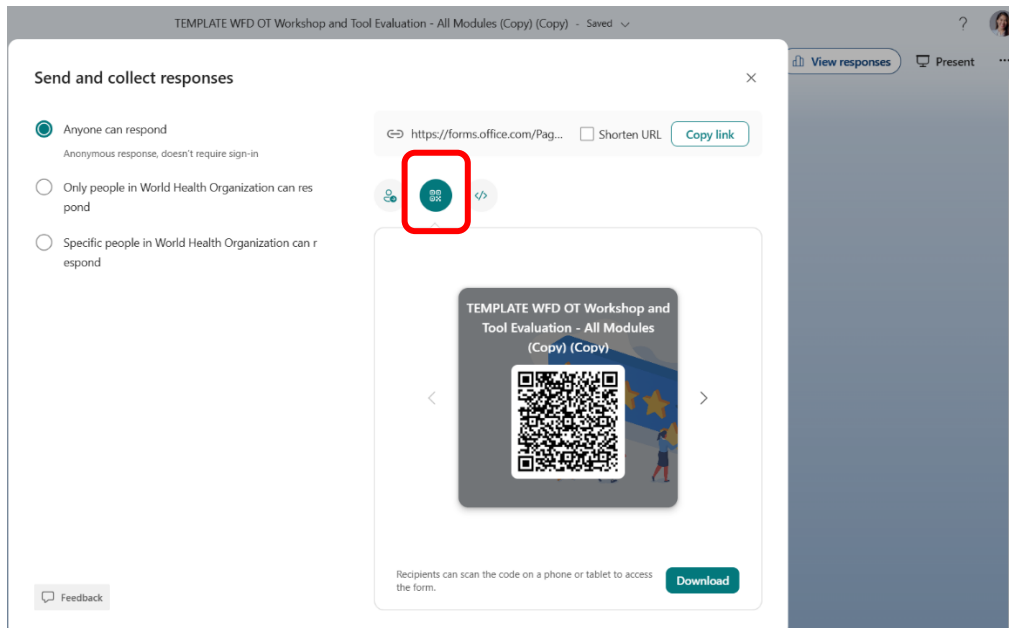 TEMPLATE WFD OT Workshop and Tool Evaluation - All Modules (Copy) (Copy) - Saved
?
View responses
Present
...
Send and collect responses
Anyone can respond
Anonymous response, doesn't require sign-in
Only people in World Health Organization can res
pond
Specific people in World Health Organization can r
espond
https://forms.office.com/Pag...
Shorten URL
Copy link
</>
TEMPLATE WFD OT Workshop and
Tool Evaluation - All Modules
(Copy) (Copy)
Recipients can scan the code on a phone or tablet to access
the form.
Download
Feedback